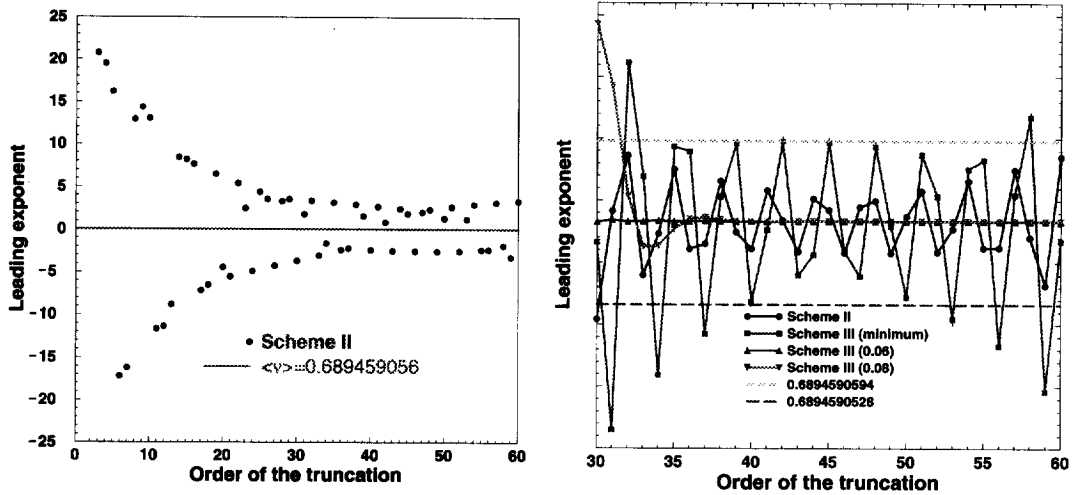 25
20
15
10
5
0
-5
-10
-15
-20
-25
0
10
20
30
40
50
60
Leading exponent
Order of the truncation
Scheme II
<ν>=0.689459056
Leading exponent
30
35
40
45
50
55
60
Order of the truncation
Scheme II
Scheme III (minimum)
Scheme III (0.06)
Scheme III (0.08)
0.6894590594
0.6894590528